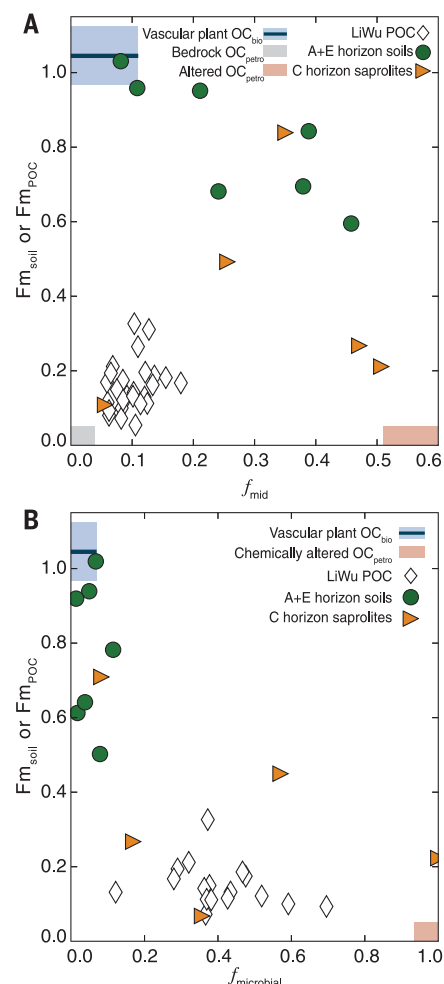 A
Vascular plant OCbio
Bedrock OCpetro
Altered OCpetro
LiWu POC
A+E horizon soils
C horizon saprolites
Fmsoil or FmPOC
1.0
0.8
0.6
0.4
0.2
0.0
0.0 0.1 0.2 0.3 0.4 0.5 0.6
fmid
B
Vascular plant OCbio
Chemically altered OCpetro
LiWu POC
A+E horizon soils
C horizon saprolites
Fmsoil or FmPOC
1.0
0.8
0.6
0.4
0.2
0.0
0.0 0.2 0.4 0.6 0.8 1.0
fmicrobial